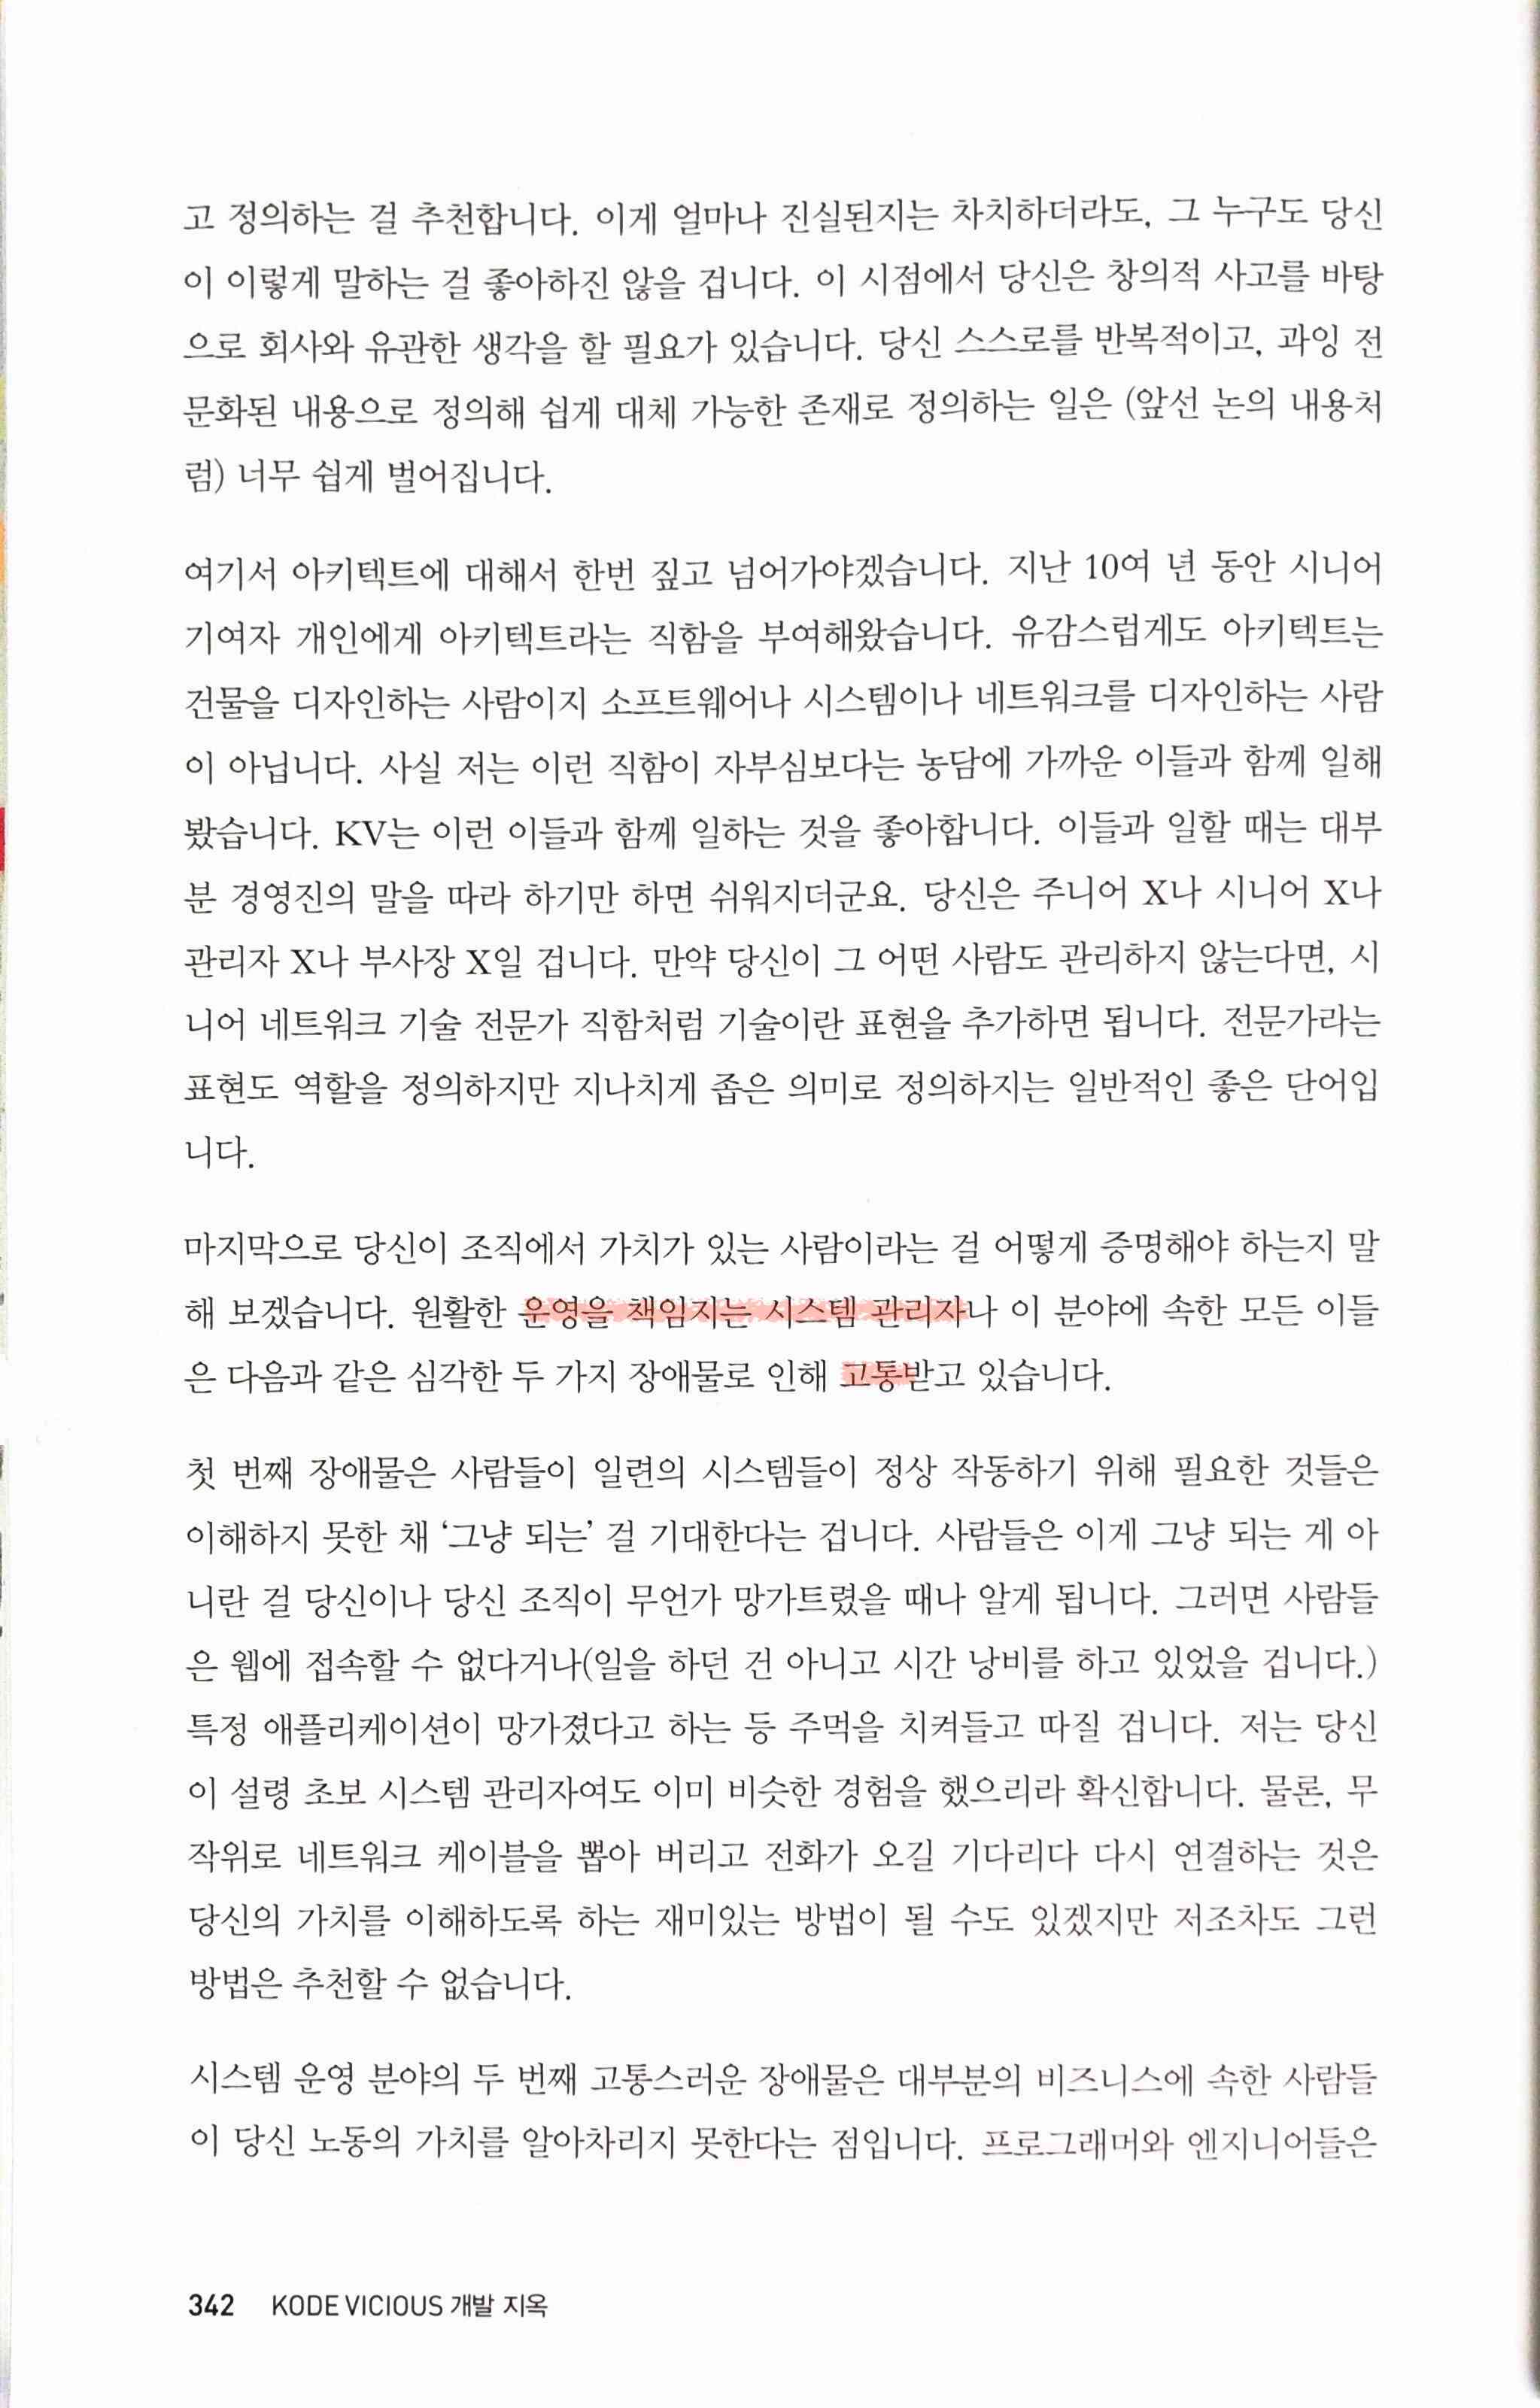 고 정의하는 걸 추천합니다. 이게 얼마나 진실된지는 차치하더라도, 그 누구도 당신
이 이렇게 말하는 걸 좋아하진 않을 겁니다. 이 시점에서 당신은 창의적 사고를 바탕
으로 회사와 유관한 생각을 할 필요가 있습니다. 당신 스스로를 반복적이고, 과잉 전
문화된 내용으로 정의해 쉽게 대체 가능한 존재로 정의하는 일은 (앞선 논의 내용처
럼) 너무 쉽게 벌어집니다.
여기서 아키텍트에 대해서 한번 짚고 넘어가야겠습니다. 지난 10여 년 동안 시니어
기여자 개인에게 아키텍트라는 직함을 부여해왔습니다. 유감스럽게도 아키텍트는
건물을 디자인하는 사람이지 소프트웨어나 시스템이나 네트워크를 디자인하는 사람
이 아닙니다. 사실 저는 이런 직함이 자부심보다는 농담에 가까운 이들과 함께 일해
봤습니다. KV는 이런 이들과 함께 일하는 것을 좋아합니다. 이들과 일할 때는 대부
분 경영진의 말을 따라 하기만 하면 쉬워지더군요. 당신은 주니어 X나 시니어 X나
관리자 X나 부사장 X일 겁니다. 만약 당신이 그 어떤 사람도 관리하지 않는다면, 시
니어 네트워크 기술 전문가 직함처럼 기술이란 표현을 추가하면 됩니다. 전문가라는
표현도 역할을 정의하지만 지나치게 좁은 의미로 정의하지는 일반적인 좋은 단어입
니다.
마지막으로 당신이 조직에서 가치가 있는 사람이라는 걸 어떻게 증명해야 하는지 말
해 보겠습니다. 원활한 운영을 책임지는 시스템 관리자나 이 분야에 속한 모든 이들
은 다음과 같은 심각한 두 가지 장애물로 인해 고통받고 있습니다.
첫 번째 장애물은 사람들이 일련의 시스템들이 정상 작동하기 위해 필요한 것들은
이해하지 못한 채 ‘그냥 되는’ 걸 기대한다는 겁니다. 사람들은 이게 그냥 되는 게 아
니란 걸 당신이나 당신 조직이 무언가 망가트렸을 때나 알게 됩니다. 그러면 사람들
은 웹에 접속할 수 없다거나(일을 하던 건 아니고 시간 낭비를 하고 있었을 겁니다.)
특정 애플리케이션이 망가졌다고 하는 등 주먹을 치켜들고 따질 겁니다. 저는 당신
이 설령 초보 시스템 관리자여도 이미 비슷한 경험을 했으리라 확신합니다. 물론, 무
작위로 네트워크 케이블을 뽑아 버리고 전화가 오길 기다리다 다시 연결하는 것은
당신의 가치를 이해하도록 하는 재미있는 방법이 될 수도 있겠지만 저조차도 그런
방법은 추천할 수 없습니다.
시스템 운영 분야의 두 번째 고통스러운 장애물은 대부분의 비즈니스에 속한 사람들
이 당신 노동의 가치를 알아차리지 못한다는 점입니다. 프로그래머와 엔지니어들은
342 KODE VICIOUS 개발 지옥